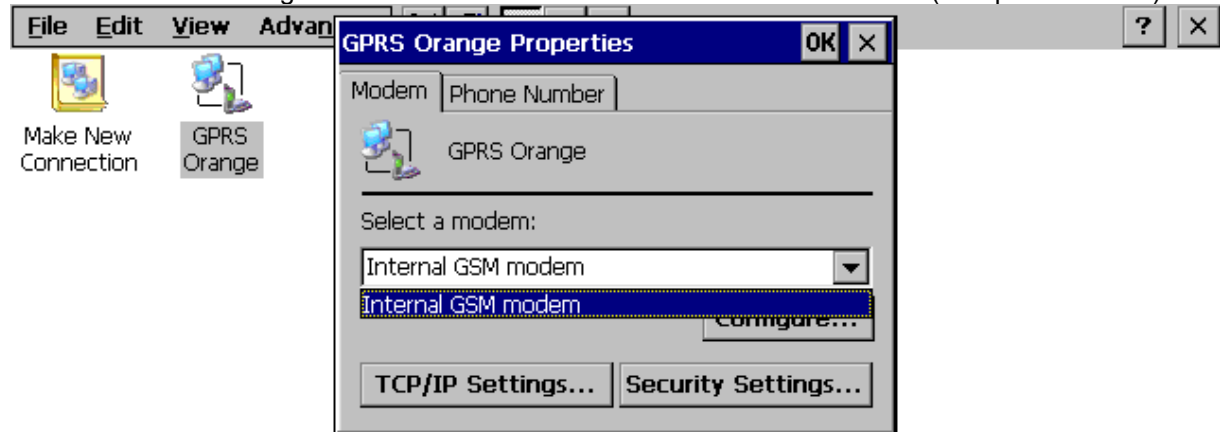 File Edit View
GPRS Orange Properties OK ×
? ×
Modem Phone Number
Make New
Connection
GPRS
Orange
GPRS Orange
Select a modem:
Internal GSM modem
Internal GSM modem
Configure...
TCP/IP Settings... Security Settings...